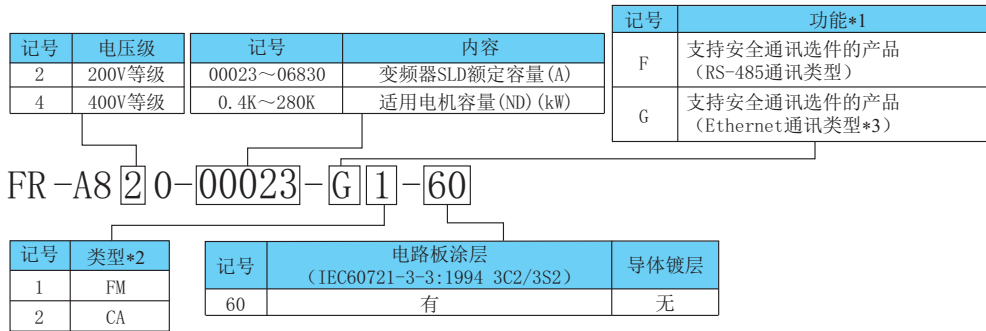 记号 功能*1
F 支持安全通讯选件的产品
（RS-485通讯类型）
G 支持安全通讯选件的产品
（Ethernet通讯类型*3）
记号 电压级
2 200V等级
4 400V等级
记号 内容
00023～06830 变频器SLD额定容量(A)
0.4K～280K 适用电机容量(ND)(kW)
FR-A820-00023-G1-60
记号 类型*2
1 FM
2 CA
记号 电路板涂层
（IEC60721-3-3:1994 3C2/3S2） 导体镀层
60 有 无